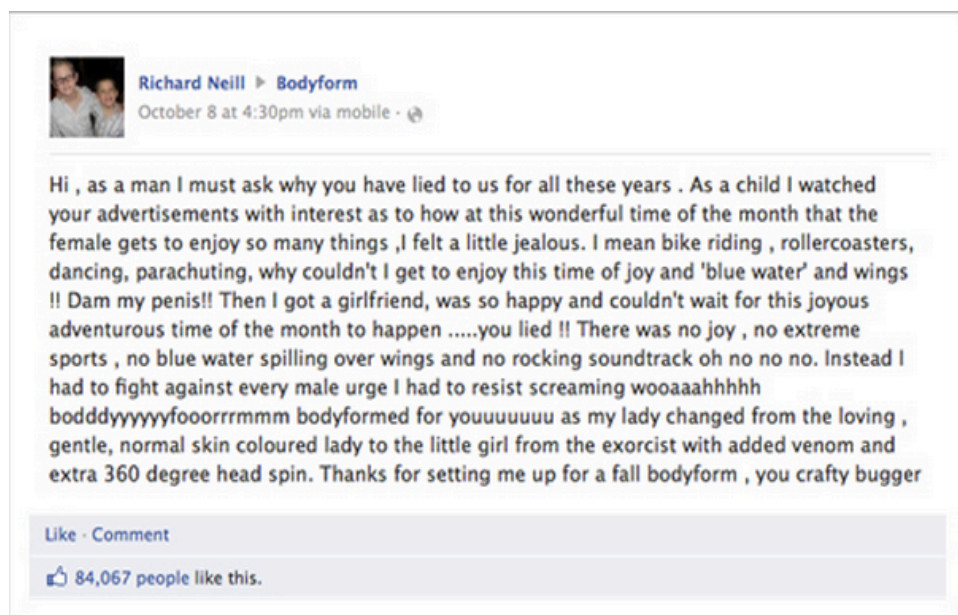 Richard Neill ▸ Bodyform
October 8 at 4:30pm via mobile ·
Hi , as a man I must ask why you have lied to us for all these years . As a child I watched
your advertisements with interest as to how at this wonderful time of the month that the
female gets to enjoy so many things ,I felt a little jealous. I mean bike riding , rollercoasters,
dancing, parachuting, why couldn't I get to enjoy this time of joy and 'blue water' and wings
!! Dam my penis!! Then I got a girlfriend, was so happy and couldn't wait for this joyous
adventurous time of the month to happen .....you lied !! There was no joy , no extreme
sports , no blue water spilling over wings and no rocking soundtrack oh no no no. Instead I
had to fight against every male urge I had to resist screaming wooaaahhhhh
bodddyyyyyyfooorrrmmm bodyformed for youuuuuuu as my lady changed from the loving ,
gentle, normal skin coloured lady to the little girl from the exorcist with added venom and
extra 360 degree head spin. Thanks for setting me up for a fall bodyform , you crafty bugger
Like · Comment
84,067 people like this.